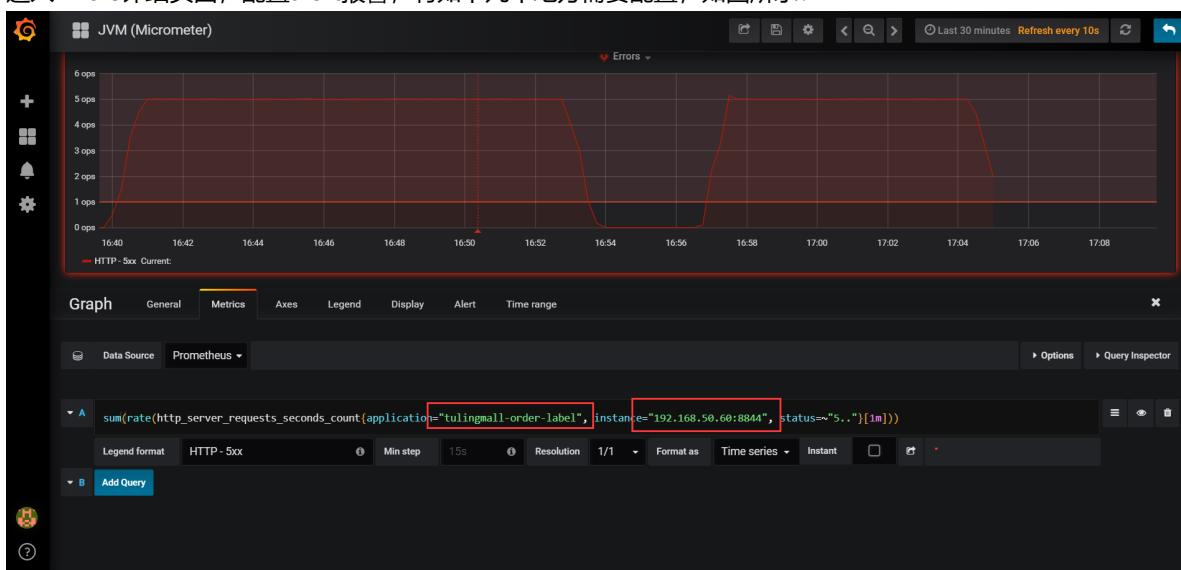 JVM (Micrometer)
Last 30 minutes Refresh every 10s
Errors
6 ops
5 ops
4 ops
3 ops
2 ops
1 ops
0 ops
16:40 16:42 16:44 16:46 16:48 16:50 16:52 16:54 16:56 16:58 17:00 17:02 17:04 17:06 17:08
HTTP - 5xx Current:
Graph General Metrics Axes Legend Display Alert Time range
Data Source Prometheus Options Query Inspector
A sum(rate(http_server_requests_seconds_count{application="tulingmall-order-label", instance="192.168.50.60:8844", status=~"5.."}[1m]))
Legend format HTTP - 5xx Min step 15s Resolution 1/1 Format as Time series Instant
B Add Query